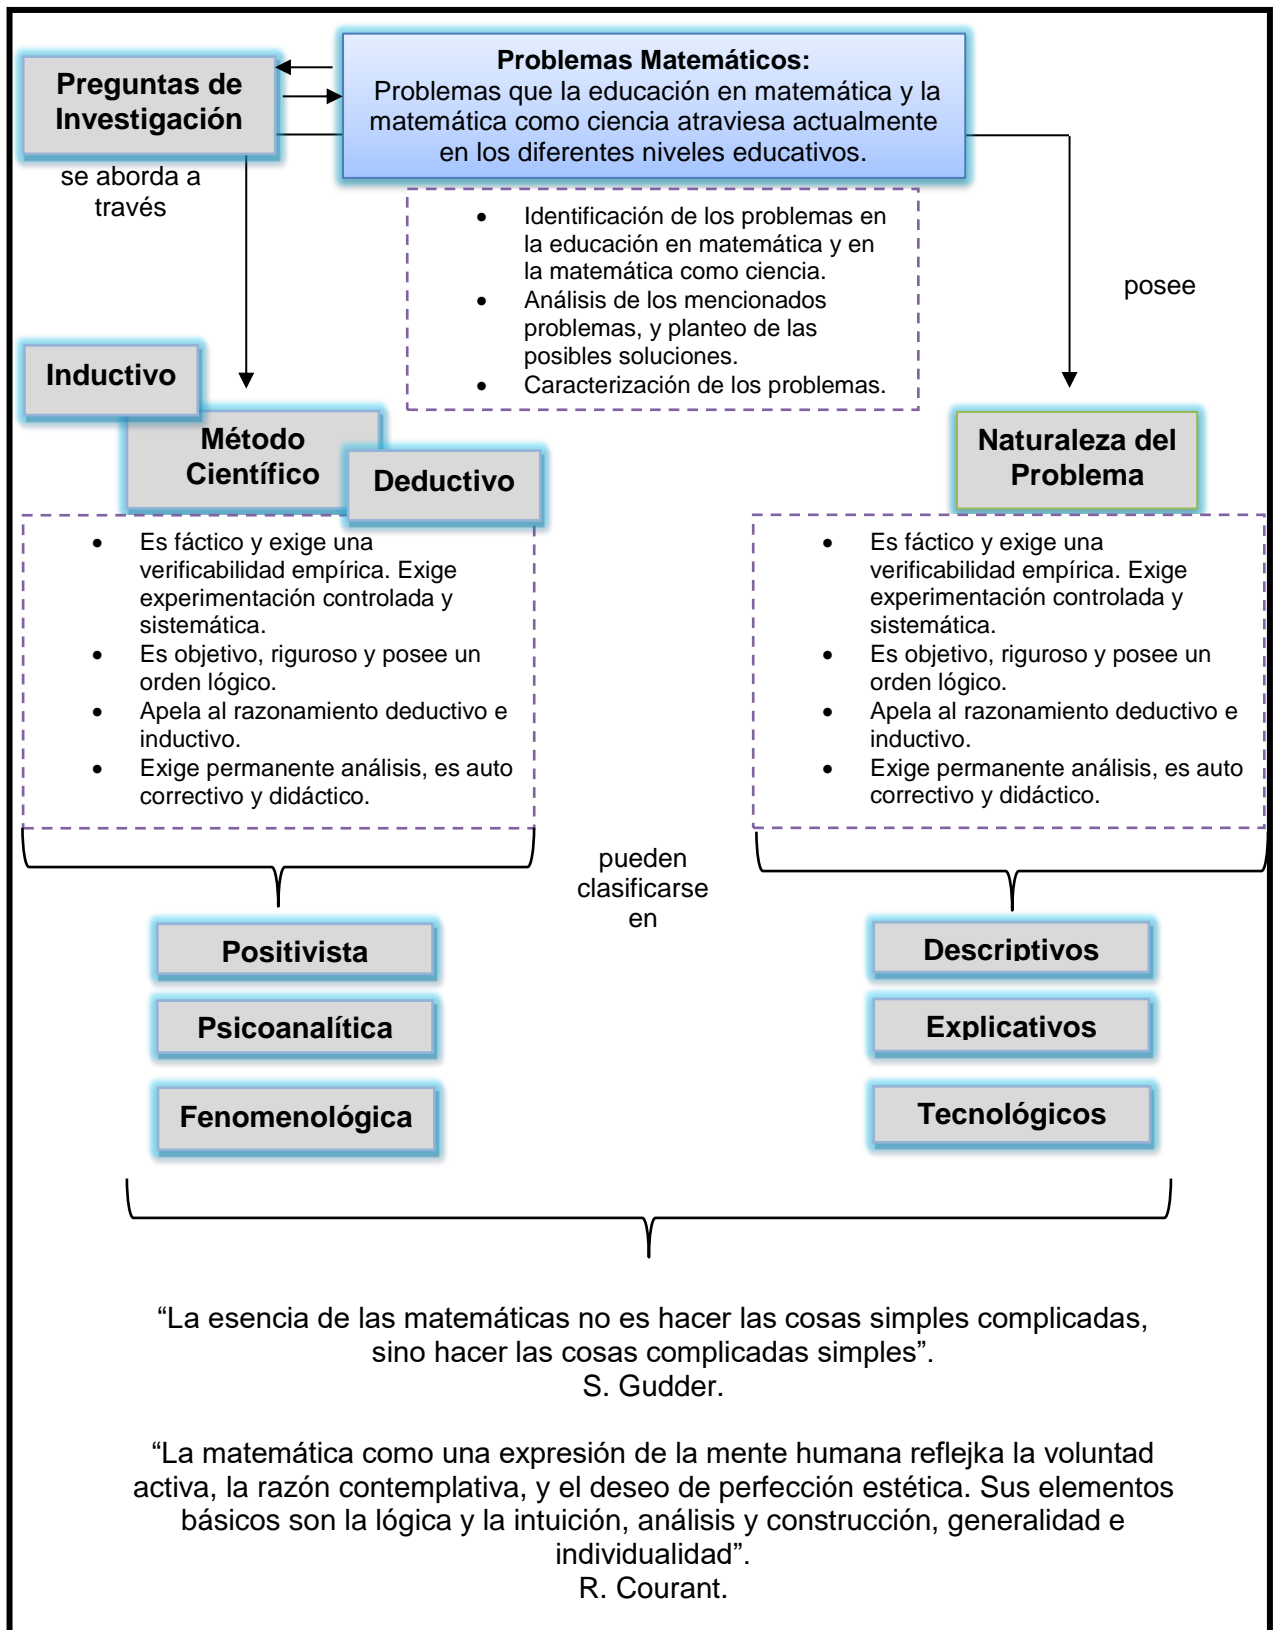 Preguntas de
Investigación
Problemas Matemáticos:
Problemas que la educación en matemática y la
matemática como ciencia atraviesa actualmente
en los diferentes niveles educativos.
se aborda a
través
• Identificación de los problemas en
la educación en matemática y en
la matemática como ciencia.
• Análisis de los mencionados
problemas, y planteo de las
posibles soluciones.
• Caracterización de los problemas.
posee
Inductivo
Método
Científico
Deductivo
Naturaleza del
Problema
• Es fáctico y exige una
verificabilidad empírica. Exige
experimentación controlada y
sistemática.
• Es objetivo, riguroso y posee un
orden lógico.
• Apela al razonamiento deductivo e
inductivo.
• Exige permanente análisis, es auto
correctivo y didáctico.
• Es fáctico y exige una
verificabilidad empírica. Exige
experimentación controlada y
sistemática.
• Es objetivo, riguroso y posee un
orden lógico.
• Apela al razonamiento deductivo e
inductivo.
• Exige permanente análisis, es auto
correctivo y didáctico.
pueden
clasificarse
en
Positivista
Psicoanalítica
Fenomenológica
Descriptivos
Explicativos
Tecnológicos
“La esencia de las matemáticas no es hacer las cosas simples complicadas,
sino hacer las cosas complicadas simples”.
S. Gudder.
“La matemática como una expresión de la mente humana reflejka la voluntad
activa, la razón contemplativa, y el deseo de perfección estética. Sus elementos
básicos son la lógica y la intuición, análisis y construcción, generalidad e
individualidad”.
R. Courant.